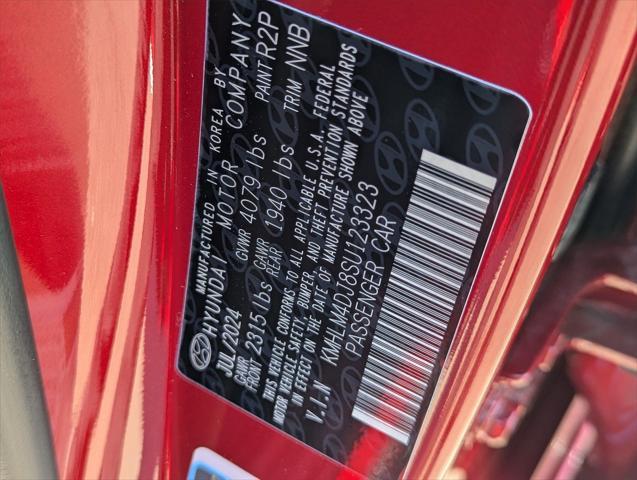 MANUFACTURED IN KOREA BY
HYUNDAI MOTOR COMPANY
JUL/2024 GVWR 4079 lbs PAINT R2P
GAWR FRONT 2315 lbs GAWR REAR 1940 lbs TRIM NNB
THIS VEHICLE CONFORMS TO ALL APPLICABLE U.S.A. FEDERAL
MOTOR VEHICLE SAFETY, BUMPER, AND THEFT PREVENTION STANDARDS
IN EFFECT ON THE DATE OF MANUFACTURE SHOWN ABOVE
V.I.N KMHLM4DJ8SU123323
PASSENGER CAR